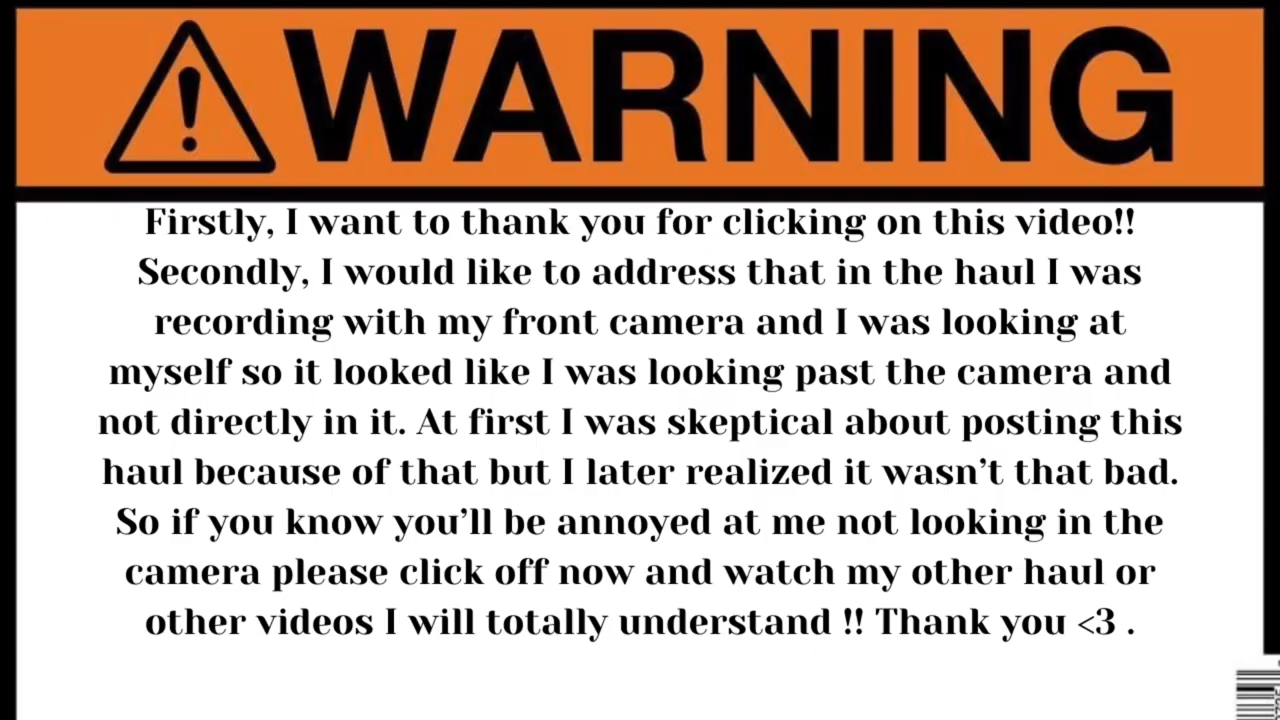 WARNING
Firstly, I want to thank you for clicking on this video!!
Secondly, I would like to address that in the haul I was
recording with my front camera and I was looking at
myself so it looked like I was looking past the camera and
not directly in it. At first I was skeptical about posting this
haul because of that but I later realized it wasn’t that bad.
So if you know you’ll be annoyed at me not looking in the
camera please click off now and watch my other haul or
other videos I will totally understand !! Thank you <3 .